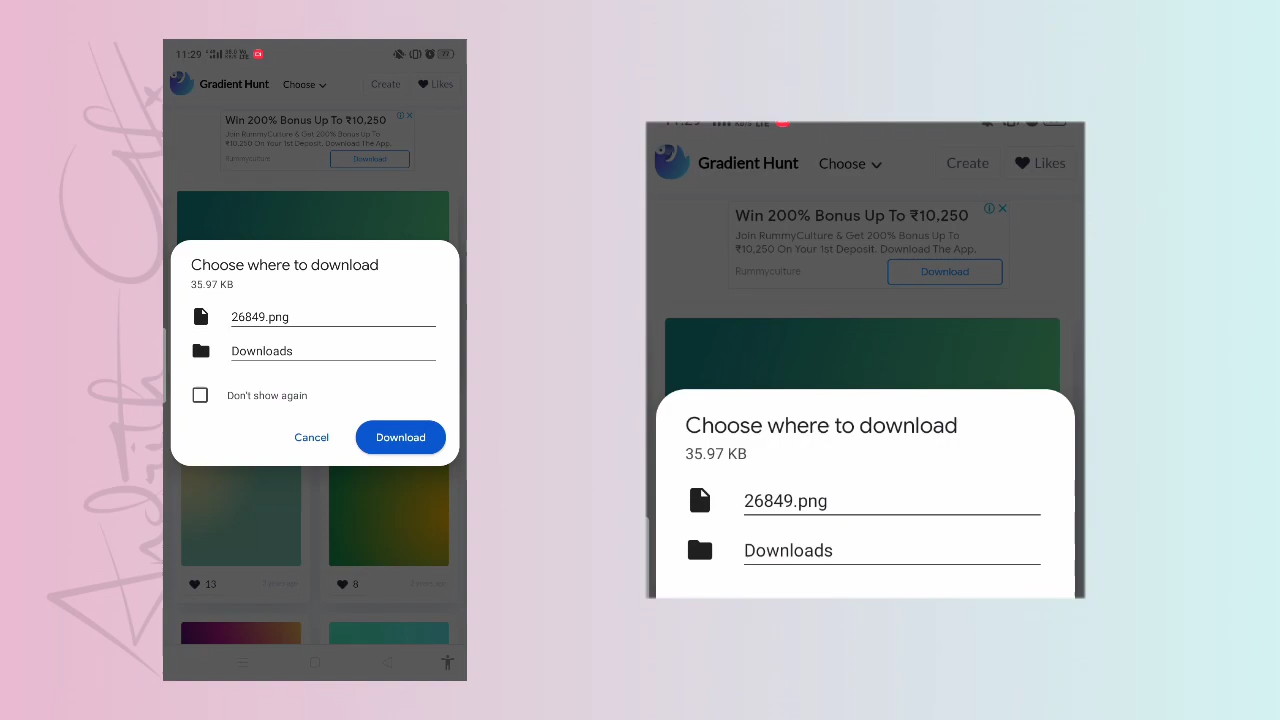 11:29
Gradient Hunt Choose Create Likes
Win 200% Bonus Up To ₹10,250
Join RummyCulture & Get 200% Bonus Up To
₹10,250 On Your 1st Deposit. Download The App.
Rummyculture Download
Choose where to download
35.97 KB
26849.png
Downloads
Don't show again
Cancel Download
13
8
Gradient Hunt Choose Create Likes
Win 200% Bonus Up To ₹10,250
Join RummyCulture & Get 200% Bonus Up To
₹10,250 On Your 1st Deposit. Download The App.
Rummyculture Download
Choose where to download
35.97 KB
26849.png
Downloads